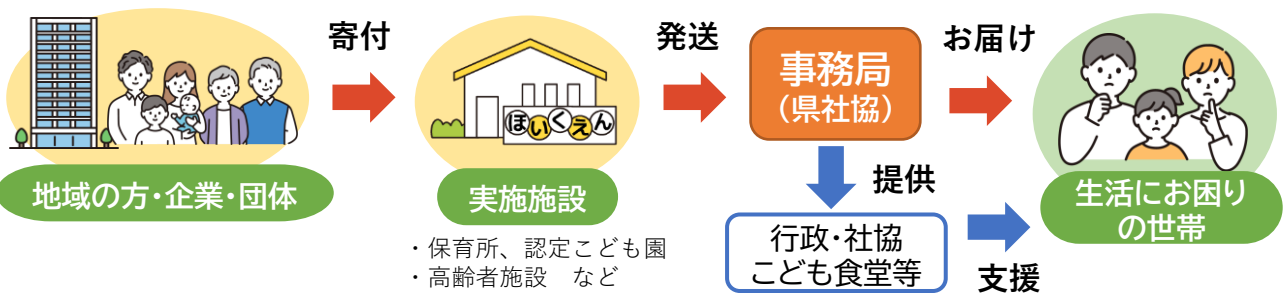 寄付
発送
お届け
事務局
（県社協）
ほいくえん
地域の方・企業・団体
実施施設
・保育所、認定こども園
・高齢者施設　など
提供
行政・社協
こども食堂等
支援
生活にお困り
の世帯